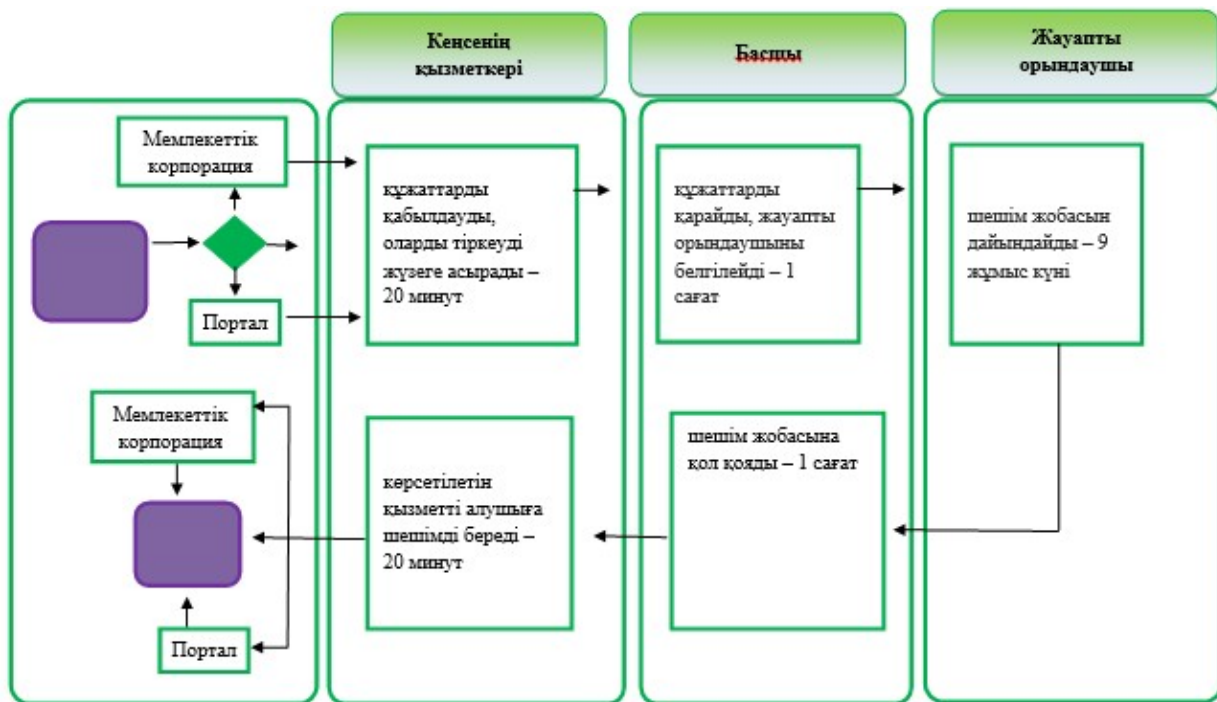 Кеңсенің
қызметкері
Басшы
Жауапты
орындаушы
Мемлекеттік
корпорация
Портал
құжаттарды
қабылдауды,
оларды тіркеуді
жүзеге асырады –
20 минут
құжаттарды
қарайды, жауапты
орындаушыны
белгілейді – 1
сағат
шешім жобасын
дайындайды – 9
жұмыс күні
Мемлекеттік
корпорация
Портал
көрсетілетін
қызметті алушыға
шешімді береді –
20 минут
шешім жобасына
қол қояды – 1 сағат